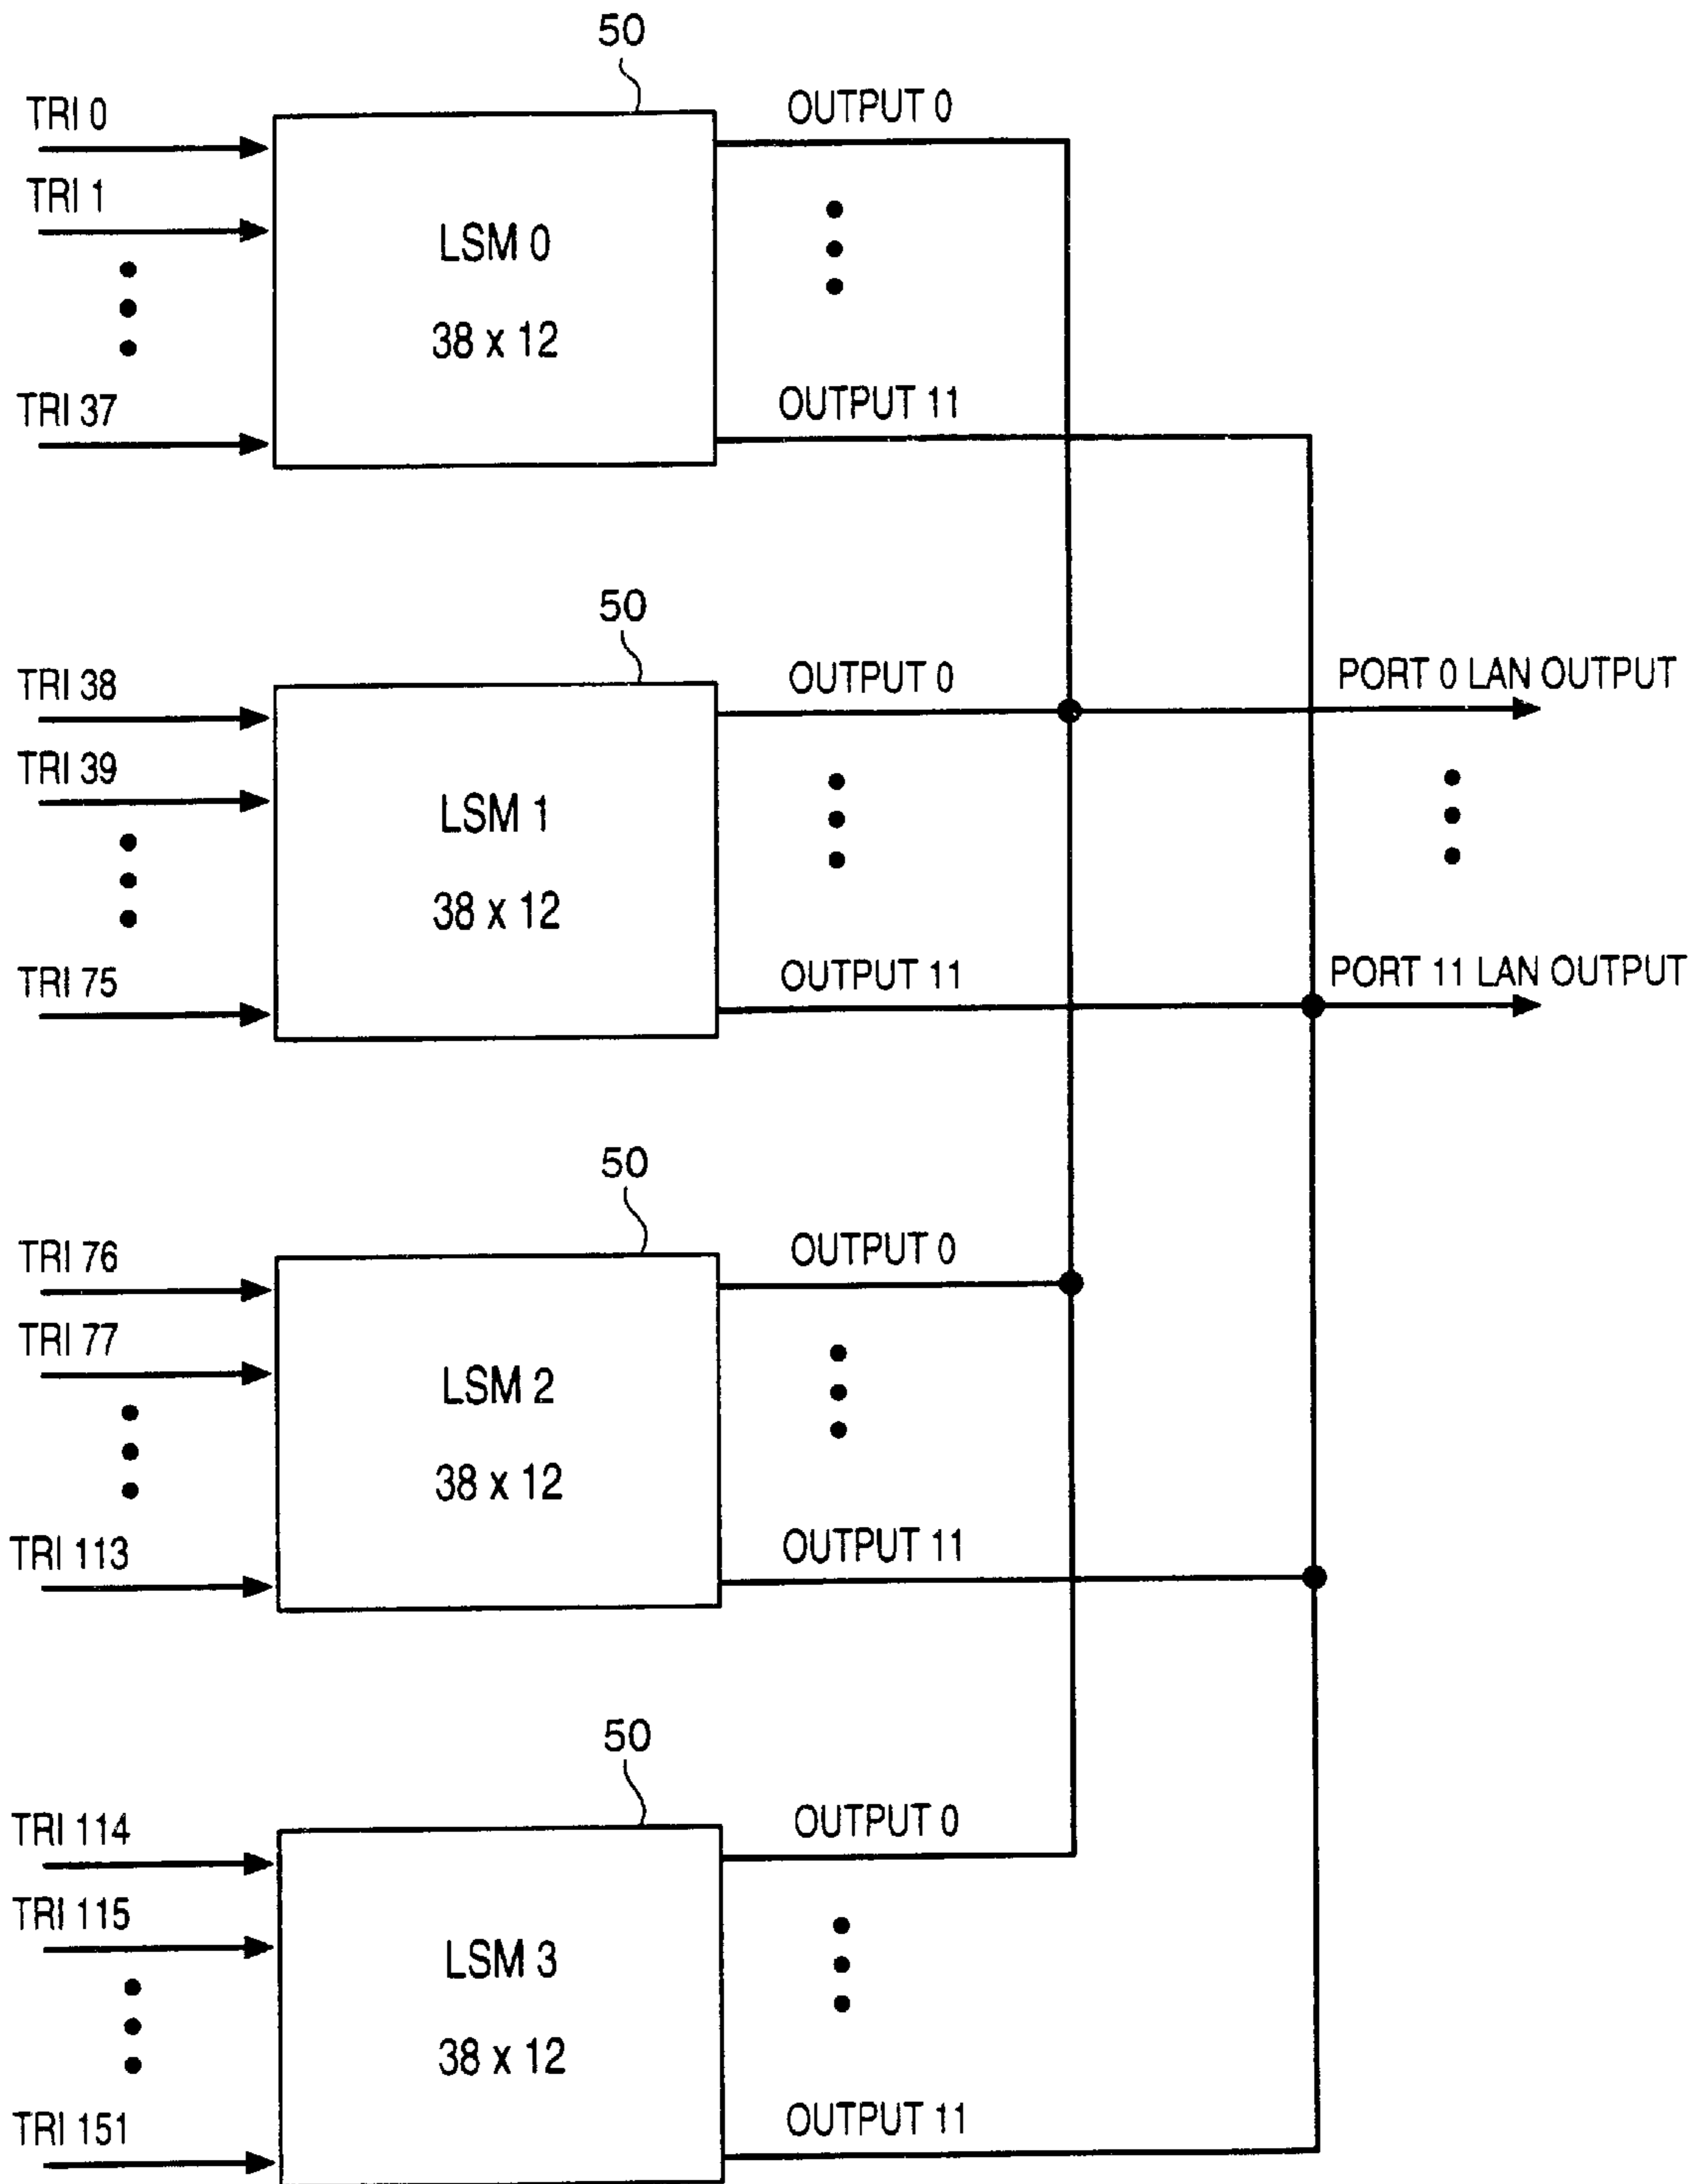 50
TRI 0
OUTPUT 0
TRI 1
LSM 0
38 x 12
TRI 37
OUTPUT 11
50
TRI 38
OUTPUT 0
PORT 0 LAN OUTPUT
TRI 39
LSM 1
38 x 12
TRI 75
OUTPUT 11
PORT 11 LAN OUTPUT
50
TRI 76
OUTPUT 0
TRI 77
LSM 2
38 x 12
TRI 113
OUTPUT 11
50
TRI 114
OUTPUT 0
TRI 115
LSM 3
38 x 12
TRI 151
OUTPUT 11